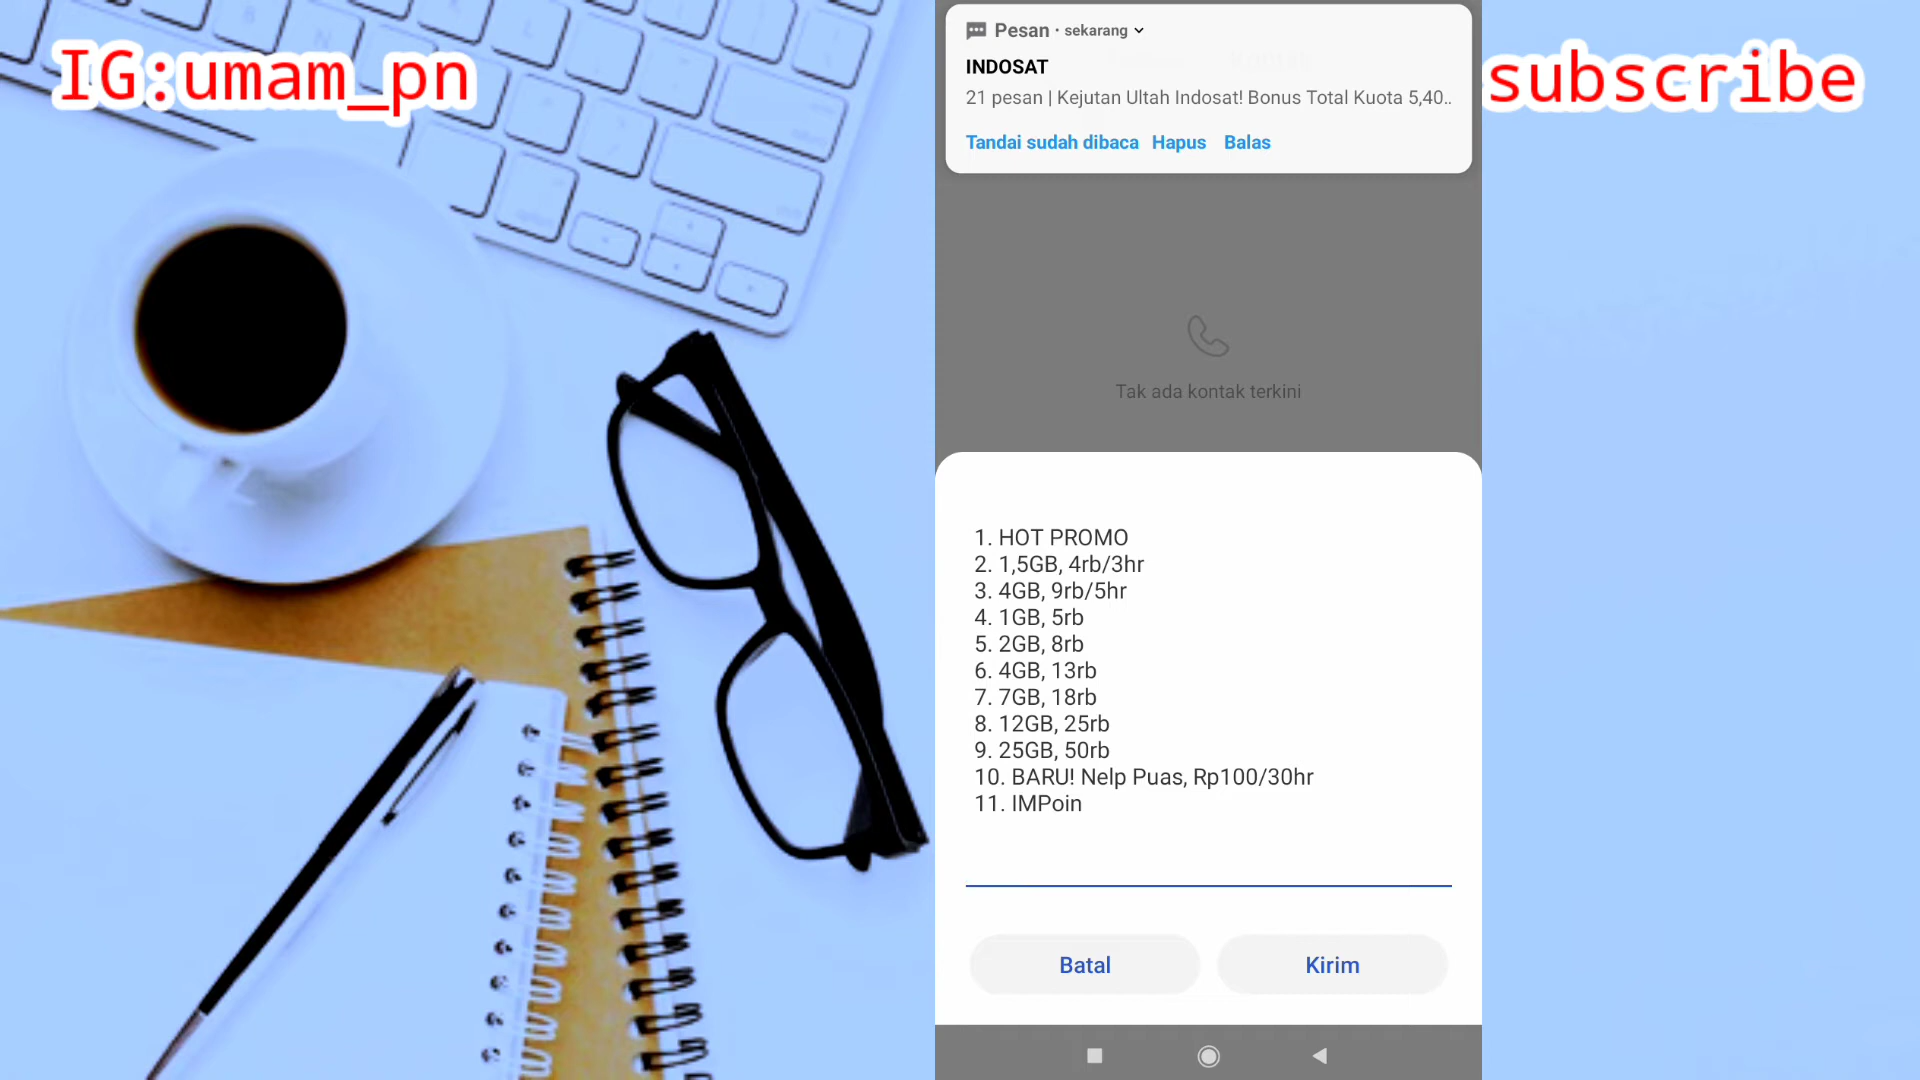 IG:umam_pn
subscribe
Pesan · sekarang
INDOSAT
21 pesan | Kejutan Ultah Indosat! Bonus Total Kuota 5,40..
Tandai sudah dibaca Hapus Balas
Tak ada kontak terkini
1. HOT PROMO
2. 1,5GB, 4rb/3hr
3. 4GB, 9rb/5hr
4. 1GB, 5rb
5. 2GB, 8rb
6. 4GB, 13rb
7. 7GB, 18rb
8. 12GB, 25rb
9. 25GB, 50rb
10. BARU! Nelp Puas, Rp100/30hr
11. IMPoin
Batal Kirim